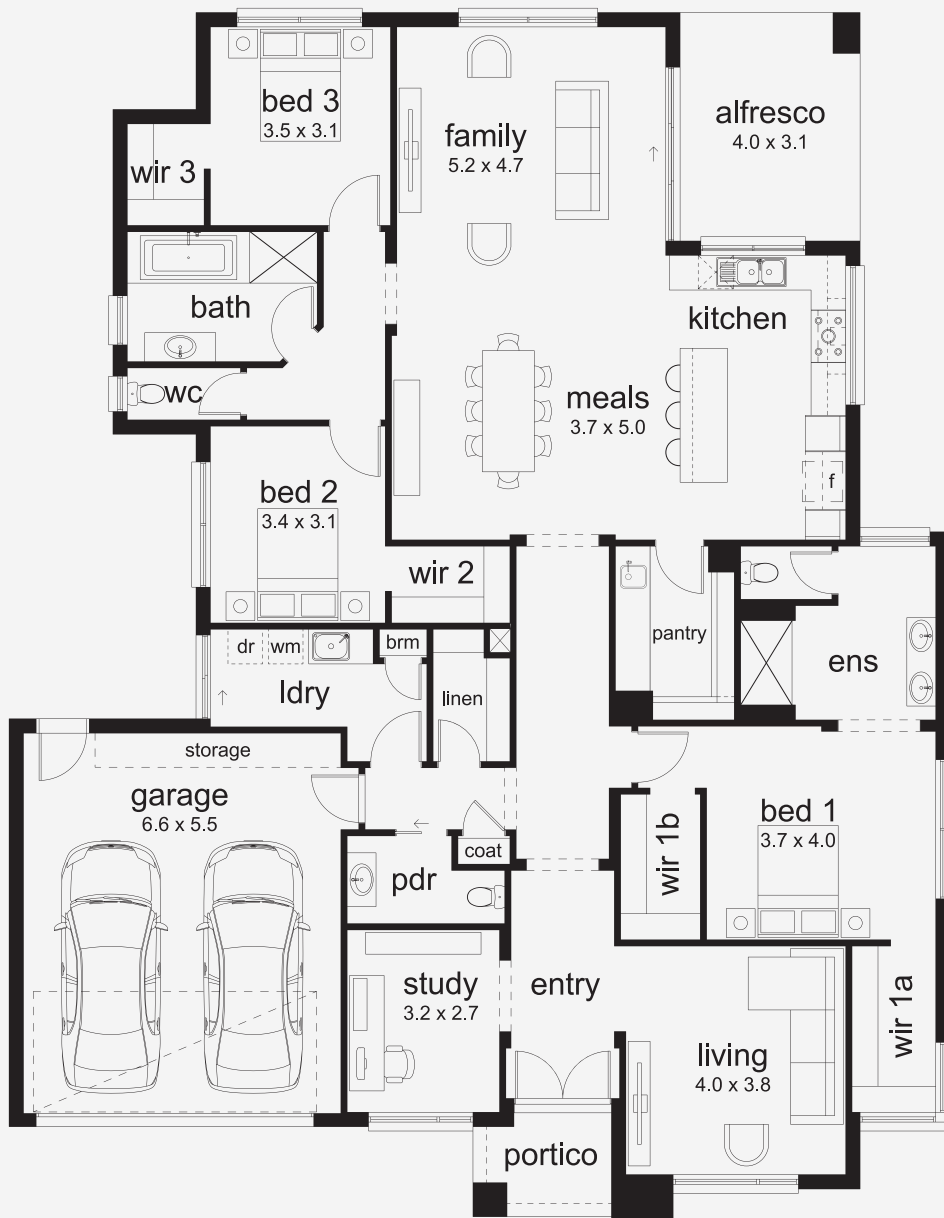 bed 3
3.5 x 3.1
family
5.2 x 4.7
alfresco
4.0 x 3.1
wir 3
bath
kitchen
wc
meals
3.7 x 5.0
bed 2
3.4 x 3.1
f
wir 2
pantry
dr
wm
brm
ldry
linen
ens
storage
garage
6.6 x 5.5
bed 1
3.7 x 4.0
wir 1b
coat
pdr
study
3.2 x 2.7
entry
living
4.0 x 3.8
wir 1a
portico